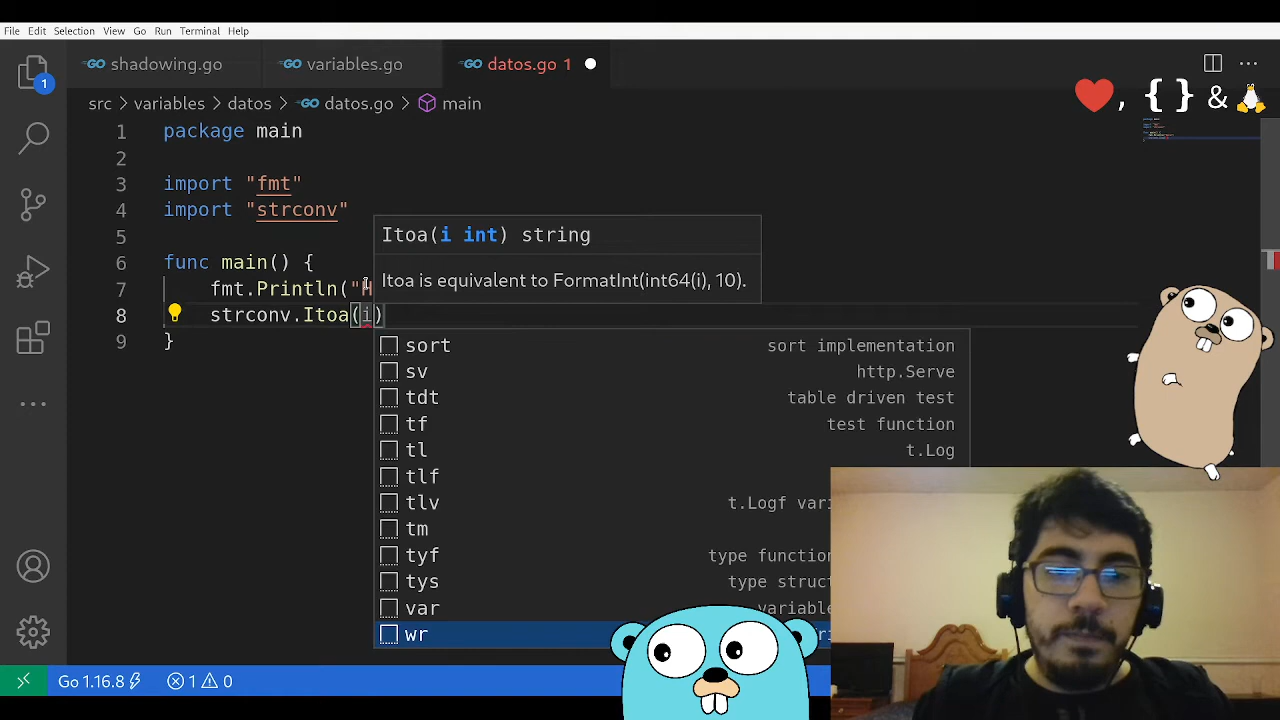 File Edit Selection View Go Run Terminal Help
shadowing.go variables.go datos.go 1
1
src > variables > datos > datos.go > main
, { } &
1 package main
2
3 import "fmt"
4 import "strconv"
5
6 func main() {
7 fmt.Println("H
8 strconv.Itoa(i)
9 }
Itoa(i int) string
Itoa is equivalent to FormatInt(int64(i), 10).
sort sort implementation
sv http.Serve
tdt table driven test
tf test function
tl t.Log
tlf
tlv t.Logf
tm
tyf type
tys type
var
wr
Go 1.16.8 1 0